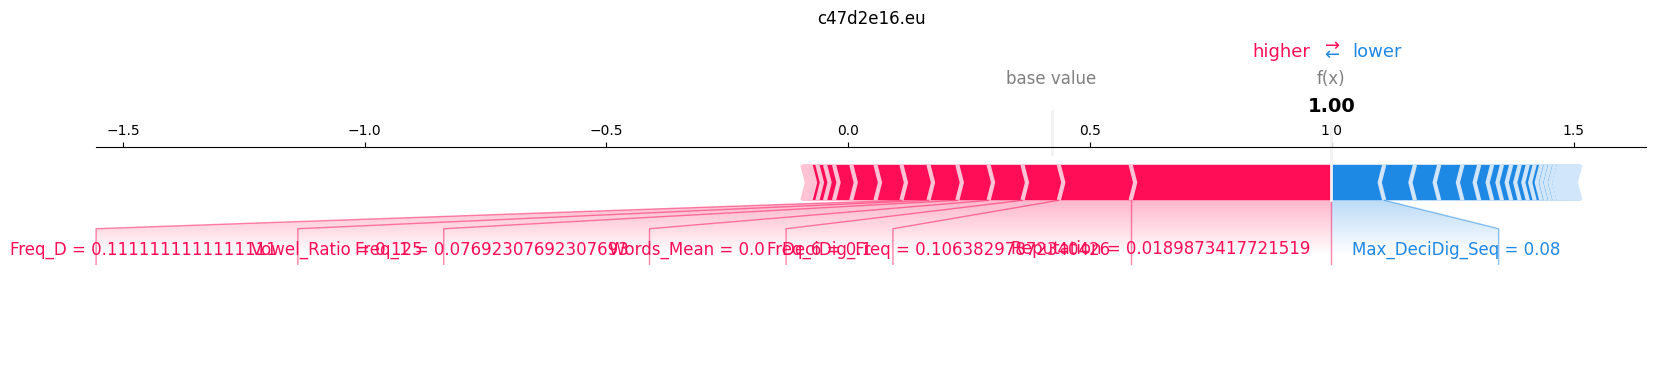 c47d2e16.eu
higher ⇄ lower
base value f(x)
1.00
−1.5 −1.0 −0.5 0.0 0.5 1.0 1.5
Freq_D = 0.1111111111111111 Vowel_Ratio = 0.125 Freq_1 = 0.07692307692307693 Words_Mean = 0.0 Freq_6 = 0.1 DeciDig_Freq = 0.10638297872340426 Reputation = 0.0189873417721519 Max_DeciDig_Seq = 0.08